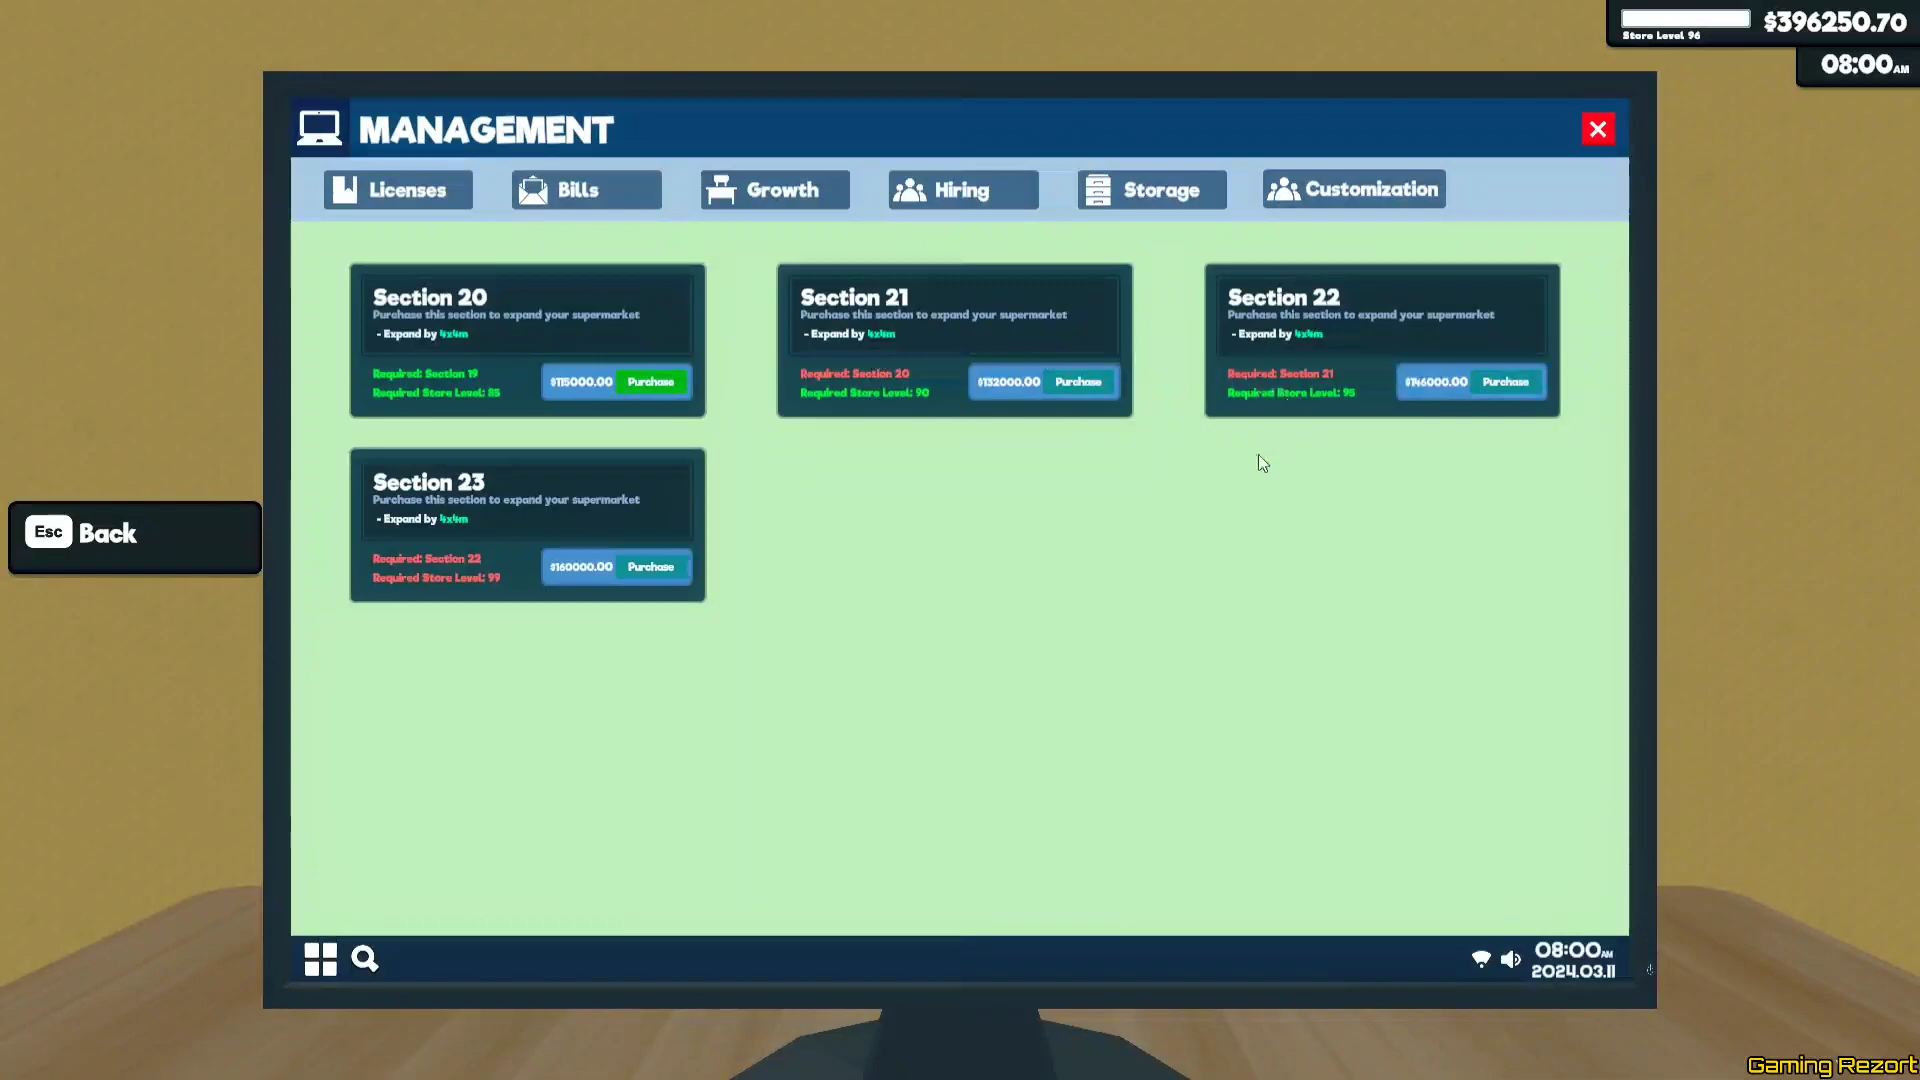 $396250.70
Store Level 96
08:00AM
MANAGEMENT
Licenses
Bills
Growth
Hiring
Storage
Customization
Section 20
Purchase this section to expand your supermarket
- Expand by 4x4m
Required: Section 19
Required Store Level: 85
$115000.00 Purchase
Section 21
Purchase this section to expand your supermarket
- Expand by 4x4m
Required: Section 20
Required Store Level: 90
$132000.00 Purchase
Section 22
Purchase this section to expand your supermarket
- Expand by 4x4m
Required: Section 21
Required Store Level: 95
$146000.00 Purchase
Section 23
Purchase this section to expand your supermarket
- Expand by 4x4m
Required: Section 22
Required Store Level: 99
$160000.00 Purchase
Esc Back
08:00AM
2024.03.11
Gaming Rezort